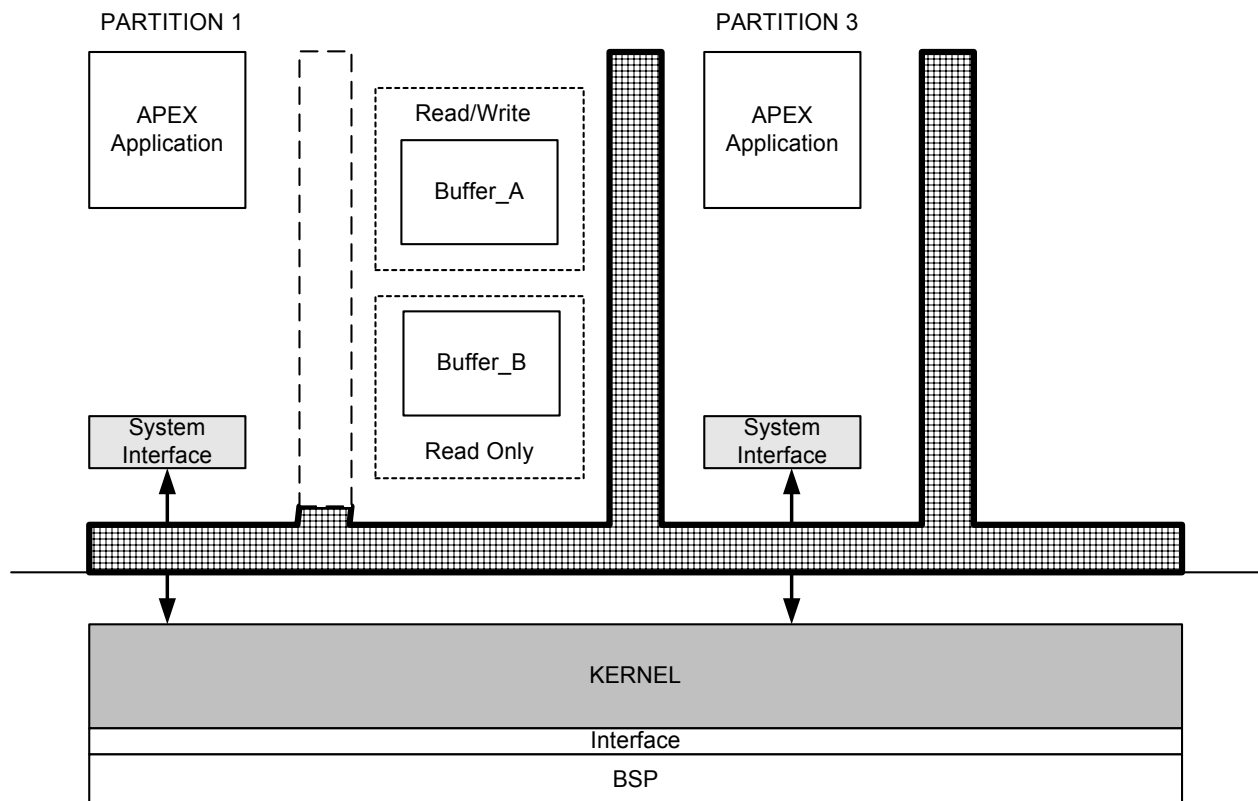 PARTITION 1
PARTITION 3
APEX
Application
Read/Write
Buffer_A
APEX
Application
Buffer_B
Read Only
System
Interface
System
Interface
KERNEL
Interface
BSP